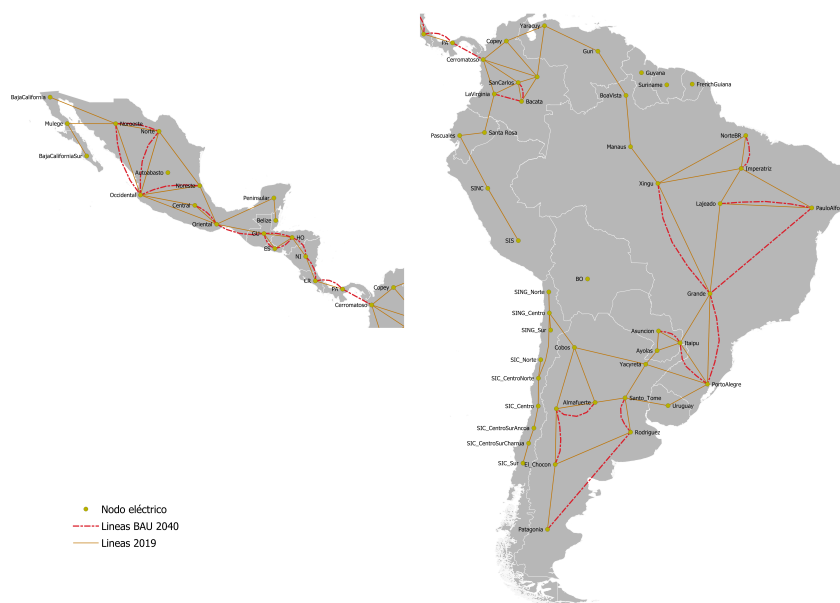 BajaCalifornia
Mulege
BajaCaliforniaSur
Noroeste
Norte
Autoabasto
Noreste
Occidental
Central
Oriental
Peninsular
Belize
GU
HO
ES
NI
CR
PA
Cerromatoso
Copey
Nodo eléctrico
Lineas BAU 2040
Lineas 2019
PA
Copey
Yaracuy
Cerromatoso
Guri
SanCarlos
LaVirginia
Bacata
Guyana
Suriname
FrenchGuiana
BoaVista
Pascuales
Santa Rosa
Manaus
NorteBR
Imperatriz
Xingu
SINC
Lajeado
PauloAlfo
SIS
BO
SING_Norte
Grande
SING_Centro
SING_Sur
Asuncion
Itaipu
Ayolas
Cobos
SIC_Norte
Yacyreta
SIC_CentroNorte
PortoAlegre
Almafuerte
Santo_Tome
SIC_Centro
Uruguay
SIC_CentroSurAncoa
Rodriguez
SIC_CentroSurCharrua
SIC_Sur
El_Chocon
Patagonia